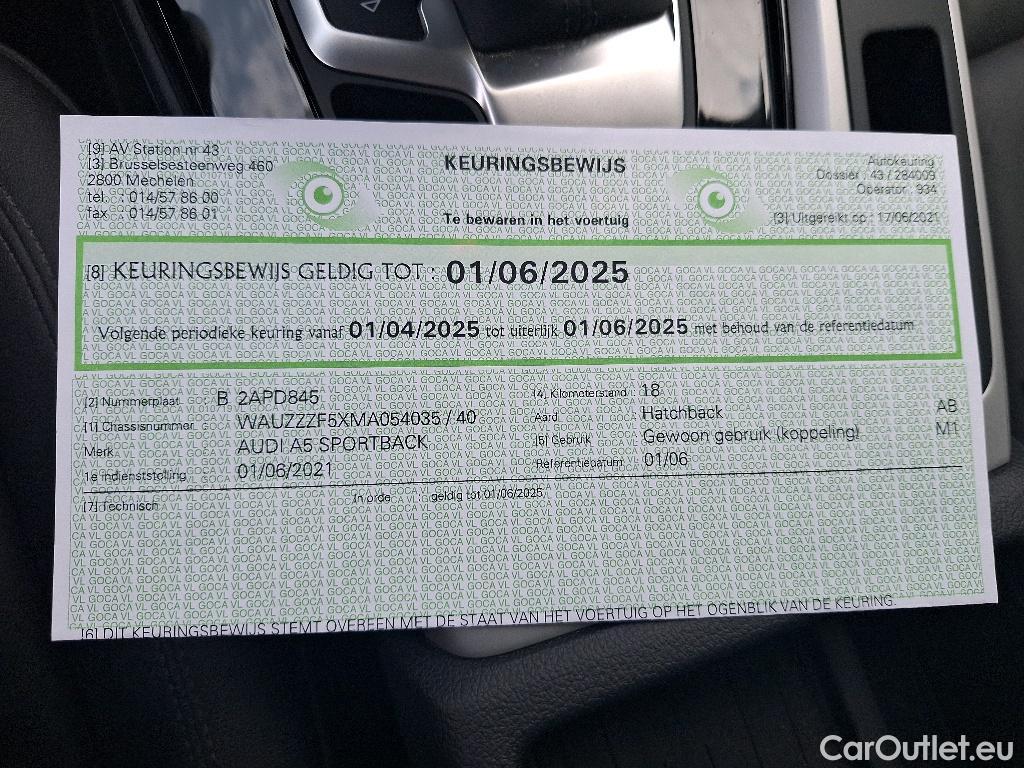 [9] AV Station nr 43
[3] Brusselsesteenweg 460
2800 Mechelen
tel. : 014/57 86 00
fax : 014/57 86 01
KEURINGSBEWIJS
Te bewaren in het voertuig
Autokeuring
Dossier : 43 / 284009
Operator : 934
[3] Uitgereikt op : 17/06/2021
[8] KEURINGSBEWIJS GELDIG TOT : 01/06/2025
Volgende periodieke keuring vanaf 01/04/2025 tot uiterlijk 01/06/2025 met behoud van de referentiedatum
[2] Nummerplaat : B 2APD845
[1] Chassisnummer WAUZZZF5XMA054035 / 40
Merk AUDI A5 SPORTBACK
1e indienststelling 01/06/2021
[4] Kilometerstand 18
Aard Hatchback AB
[5] Gebruik Gewoon gebruik (koppeling) M1
Referentiedatum 01/06
[7] Technisch In orde geldig tot 01/06/2025
[6] DIT KEURINGSBEWIJS STEMT OVEREEN MET DE STAAT VAN HET VOERTUIG OP HET OGENBLIK VAN DE KEURING.
CarOutlet.eu